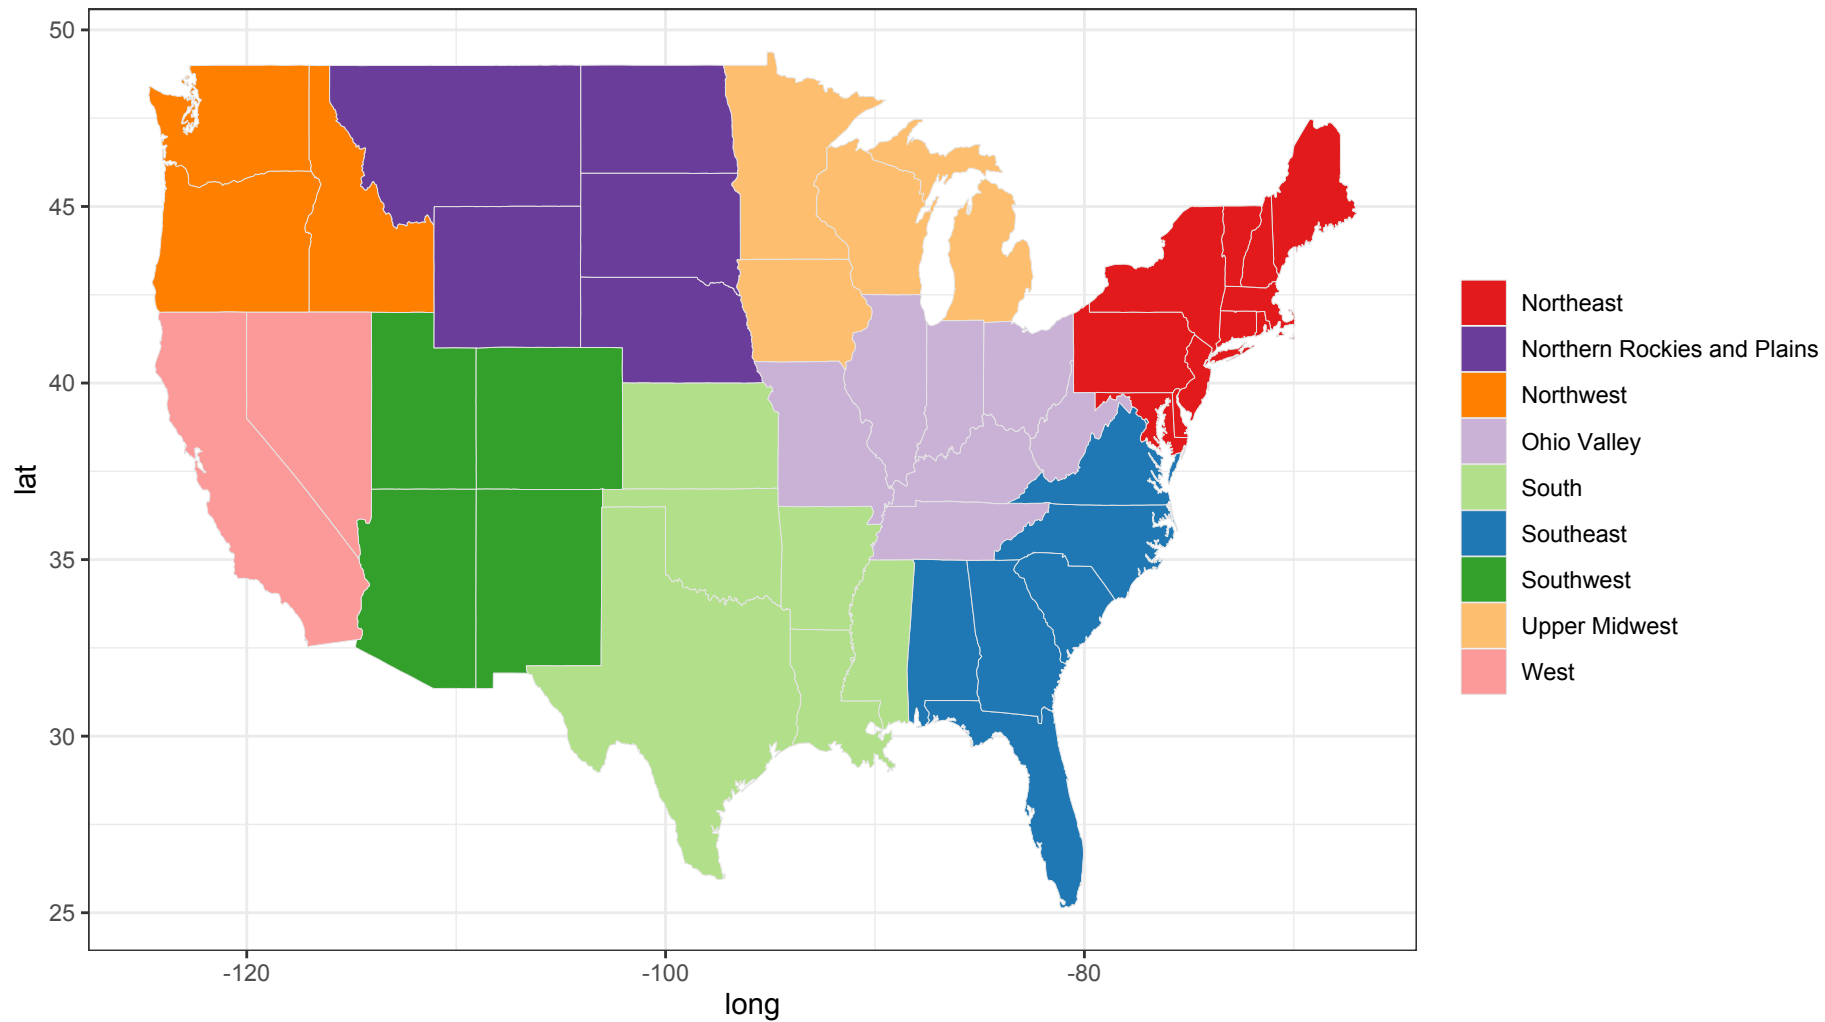 50
45
40
35
30
25
lat
-120
-100
-80
long
Northeast
Northern Rockies and Plains
Northwest
Ohio Valley
South
Southeast
Southwest
Upper Midwest
West